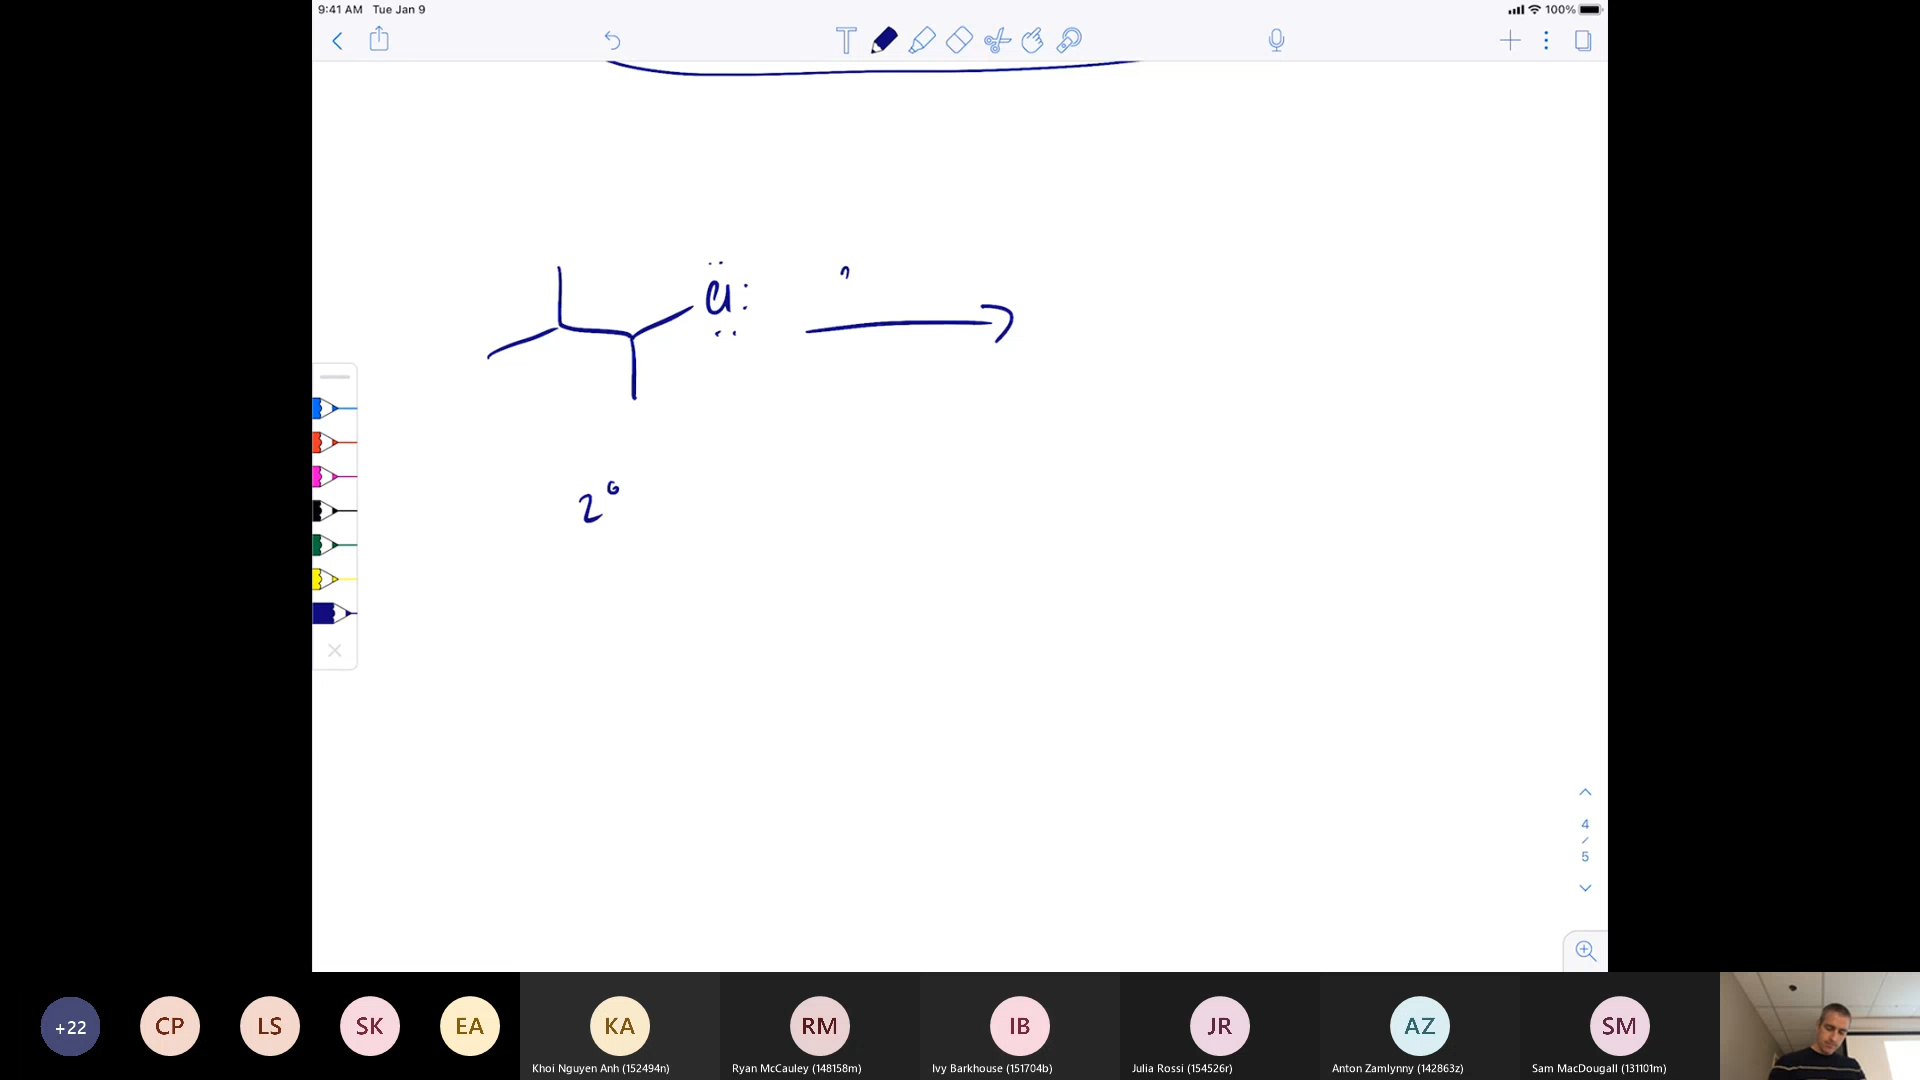 9:41 AM Tue Jan 9
100%
T
Cl
2°
4
/
5
+22
CP
LS
SK
EA
KA
RM
IB
JR
AZ
SM
Khoi Nguyen Anh (152494n)
Ryan McCauley (148158m)
Ivy Barkhouse (151704b)
Julia Rossi (154526r)
Anton Zamlynny (142863z)
Sam MacDougall (131101m)